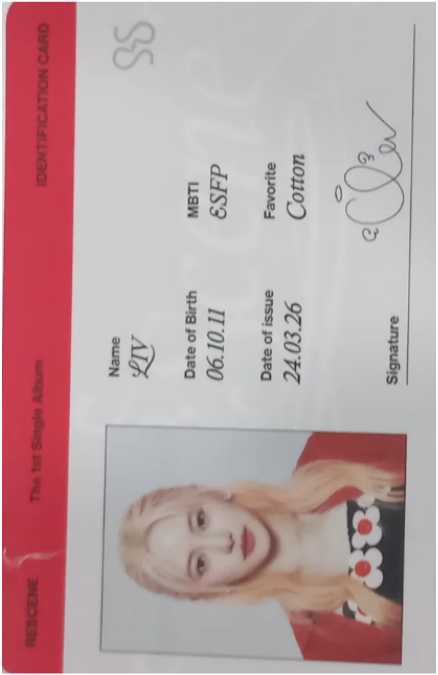 RESCENE The 1st Single Album IDENTIFICATION CARD
Name
LIV
Date of Birth MBTI
06.10.11 ESFP
Date of issue Favorite
24.03.26 Cotton
Signature